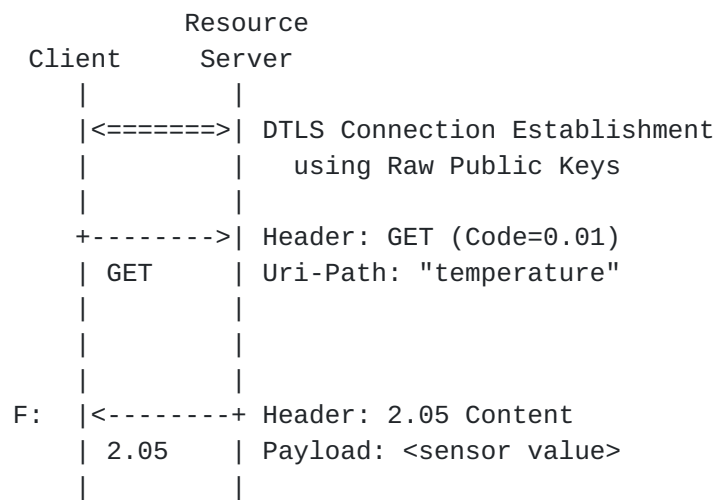 Resource
 Client     Server
    |         |
    |<=======>| DTLS Connection Establishment
    |         |   using Raw Public Keys
    |         |
    +-------->| Header: GET (Code=0.01)
    | GET     | Uri-Path: "temperature"
    |         |
    |         |
    |         |
F:  |<--------+ Header: 2.05 Content
    | 2.05    | Payload: <sensor value>
    |         |